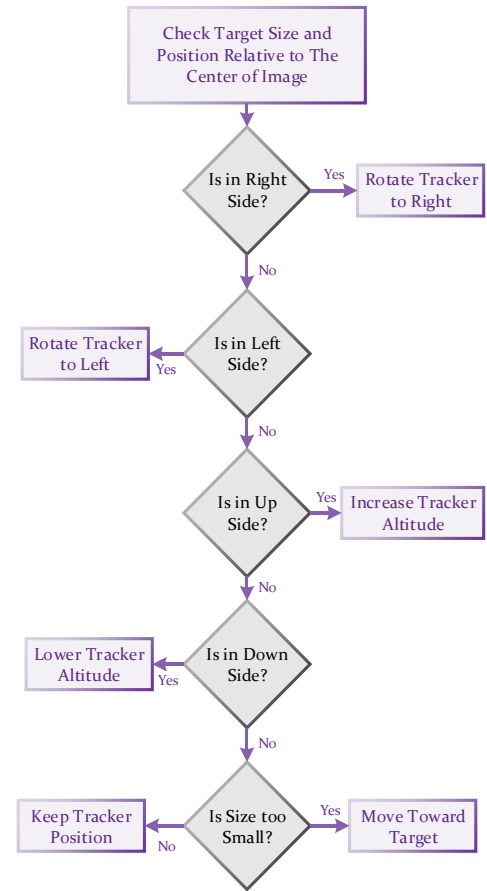 Check Target Size and
Position Relative to The
Center of Image
Is in Right
Side?
Yes
Rotate Tracker
to Right
No
Is in Left
Side?
Yes
Rotate Tracker
to Left
No
Is in Up
Side?
Yes
Increase Tracker
Altitude
No
Is in Down
Side?
Yes
Lower Tracker
Altitude
No
Is Size too
Small?
Yes
Move Toward
Target
No
Keep Tracker
Position